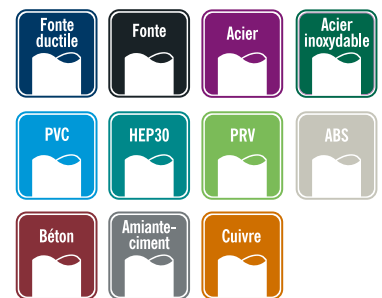 Fonte
ductile
Fonte
Acier
Acier
inoxydable
PVC
HEP30
PRV
ABS
Béton
Amiante-
ciment
Cuivre